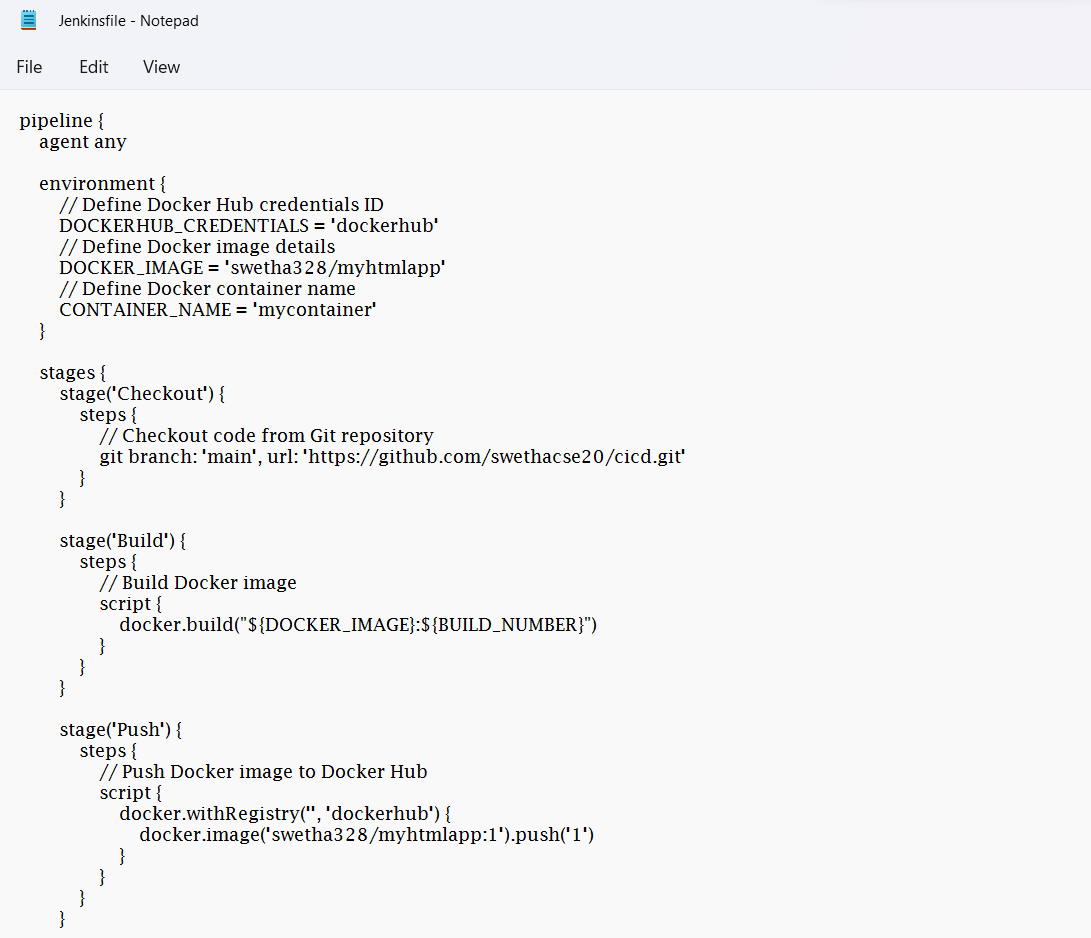 Jenkinsfile - Notepad
File Edit View
pipeline {
agent any
environment {
// Define Docker Hub credentials ID
DOCKERHUB_CREDENTIALS = 'dockerhub'
// Define Docker image details
DOCKER_IMAGE = 'swetha328/myhtmlapp'
// Define Docker container name
CONTAINER_NAME = 'mycontainer'
}
stages {
stage('Checkout') {
steps {
// Checkout code from Git repository
git branch: 'main', url: 'https://github.com/swethacse20/cicd.git'
}
}
stage('Build') {
steps {
// Build Docker image
script {
docker.build("${DOCKER_IMAGE}:${BUILD_NUMBER}")
}
}
}
stage('Push') {
steps {
// Push Docker image to Docker Hub
script {
docker.withRegistry('', 'dockerhub') {
docker.image('swetha328/myhtmlapp:1').push('1')
}
}
}
}